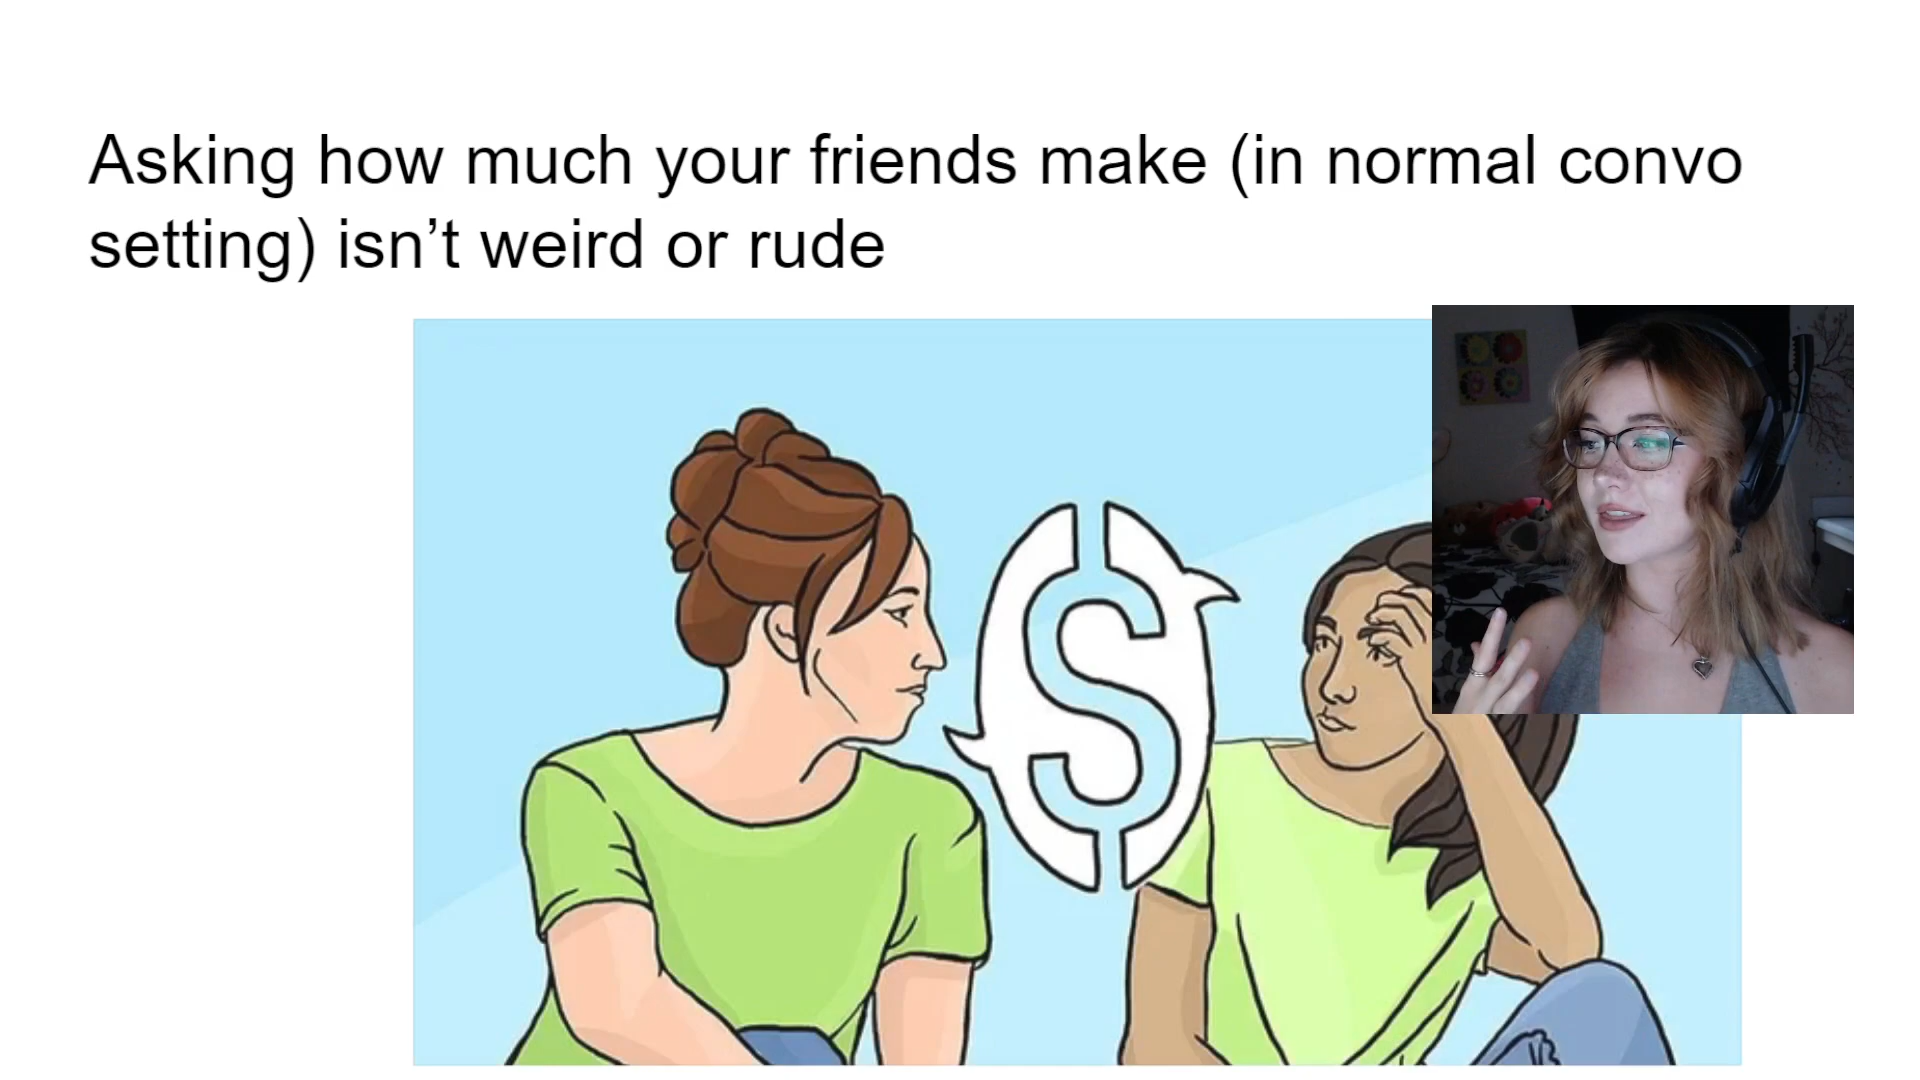 Asking how much your friends make (in normal convo
setting) isn’t weird or rude
$